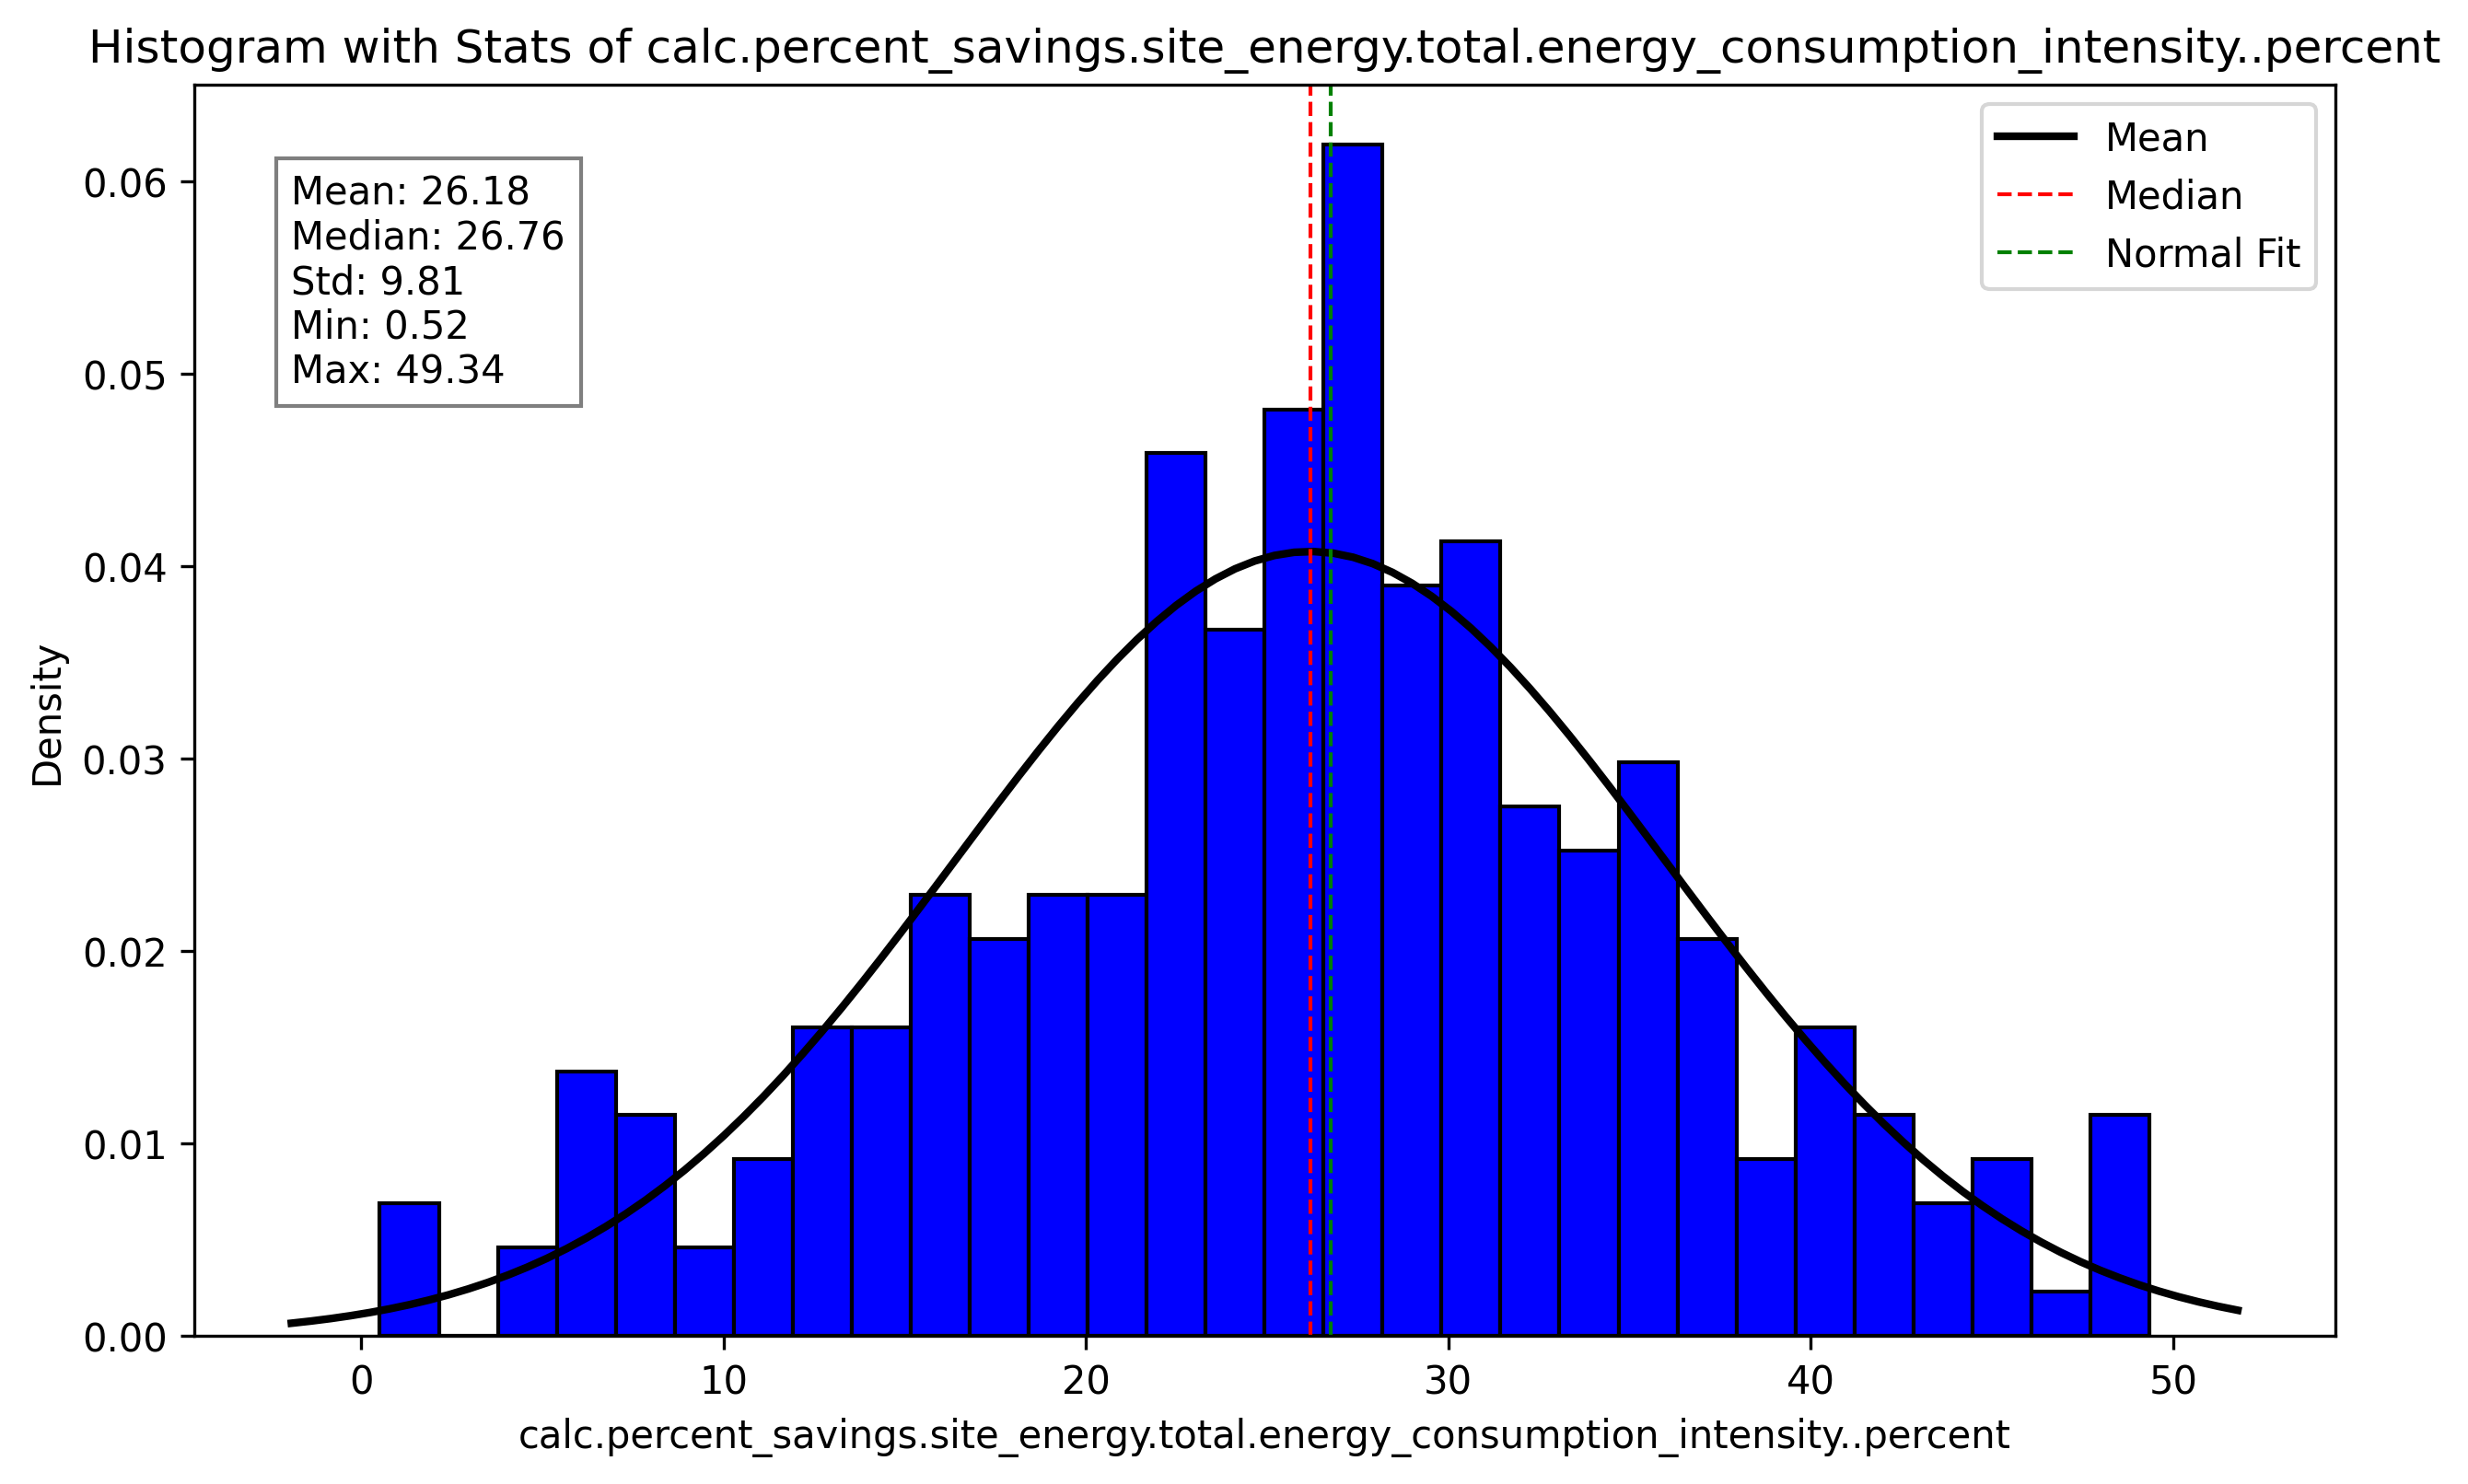 Histogram with Stats of calc.percent_savings.site_energy.total.energy_consumption_intensity..percent
Mean: 26.18
Median: 26.76
Std: 9.81
Min: 0.52
Max: 49.34
Mean
Median
Normal Fit
Density
0.06
0.05
0.04
0.03
0.02
0.01
0.00
0
10
20
30
40
50
calc.percent_savings.site_energy.total.energy_consumption_intensity..percent